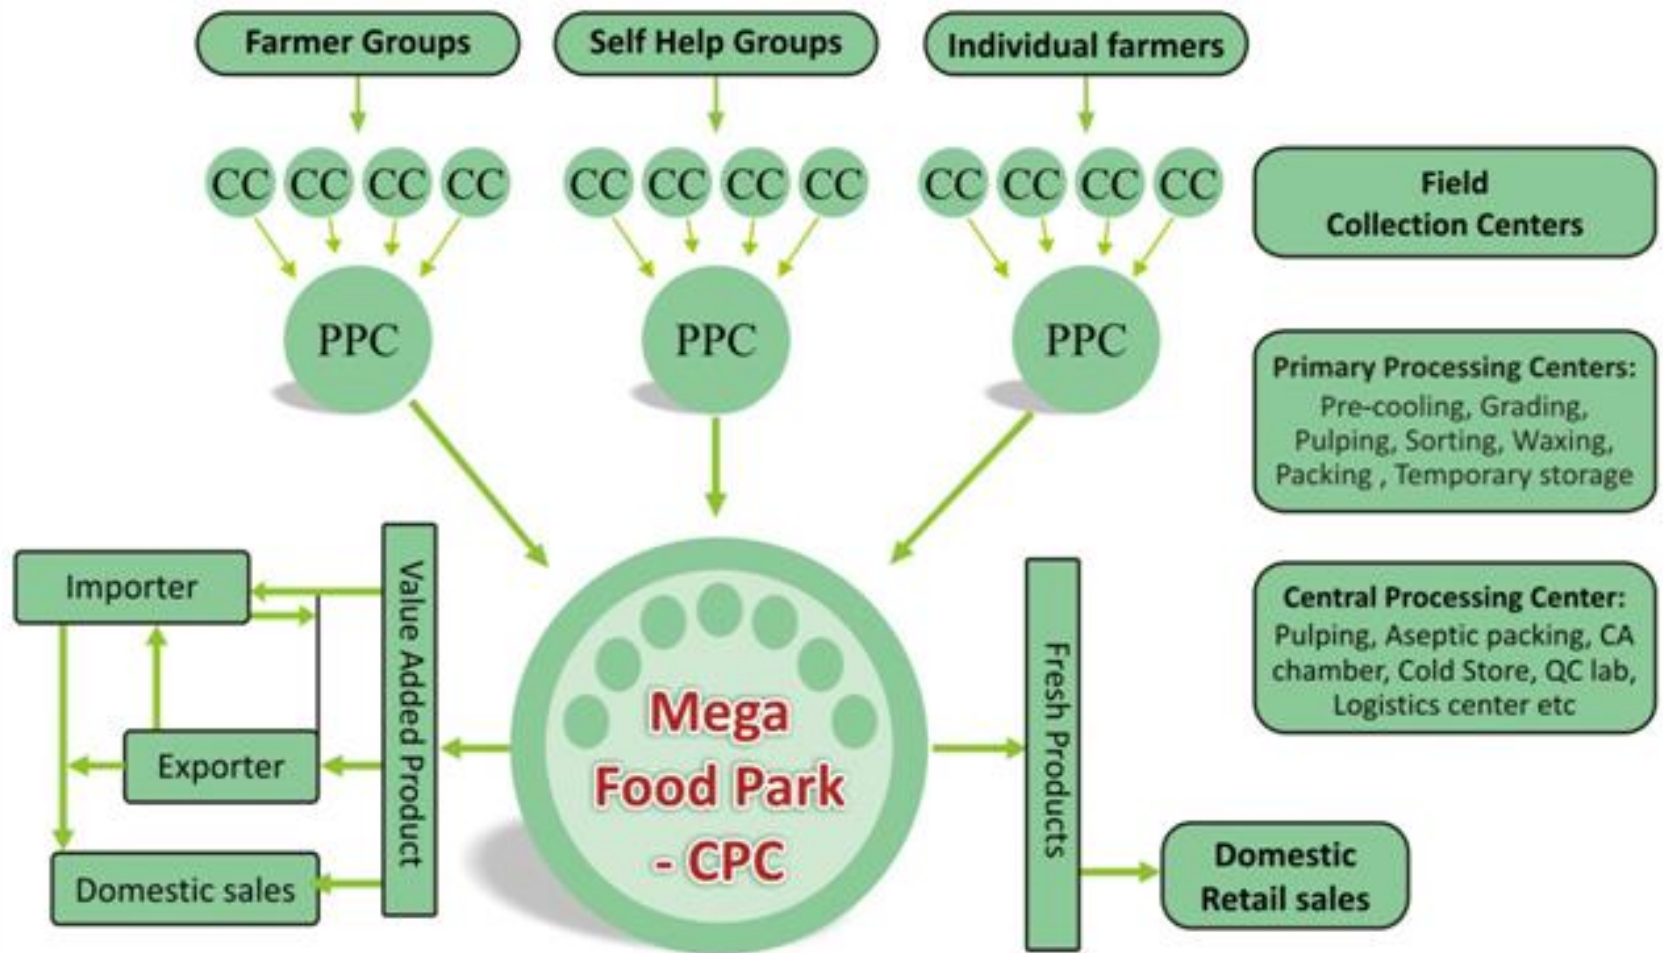 Farmer Groups
Self Help Groups
Individual farmers
CC CC CC CC
CC CC CC CC
CC CC CC CC
PPC
PPC
PPC
Field
Collection Centers
Primary Processing Centers:
Pre-cooling, Grading,
Pulping, Sorting, Waxing,
Packing , Temporary storage
Central Processing Center:
Pulping, Aseptic packing, CA
chamber, Cold Store, QC lab,
Logistics center etc
Importer
Exporter
Domestic sales
Value Added Product
Mega
Food Park
- CPC
Fresh Products
Domestic
Retail sales